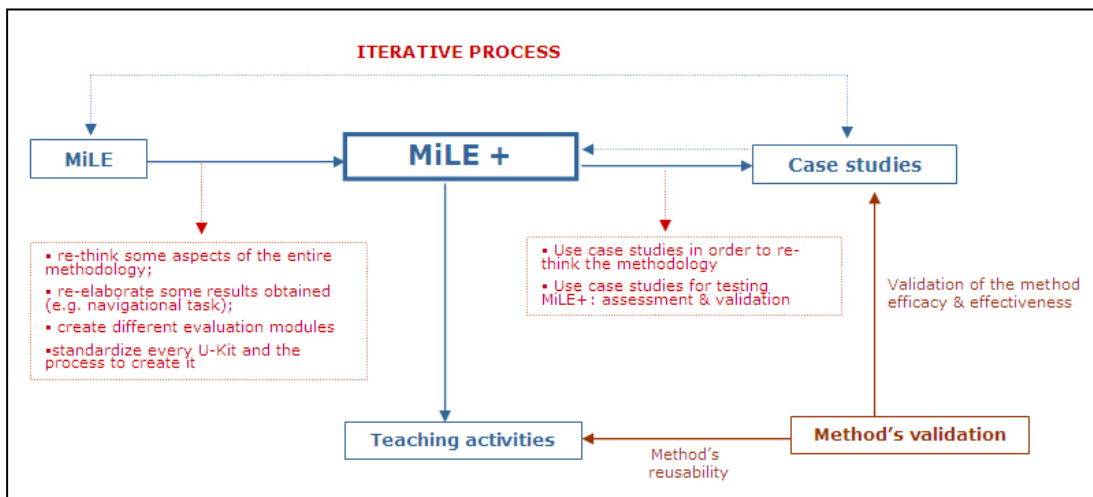 ITERATIVE PROCESS
MiLE
MiLE +
Case studies
▪ re-think some aspects of the entire
methodology;
▪ re-elaborate some results obtained
(e.g. navigational task);
▪ create different evaluation modules
▪standardize every U-Kit and the
process to create it
▪ Use case studies in order to re-
think the methodology
▪ Use case studies for testing
MiLE+: assessment & validation
Validation of the method
efficacy & effectiveness
Teaching activities
Method's
reusability
Method's validation